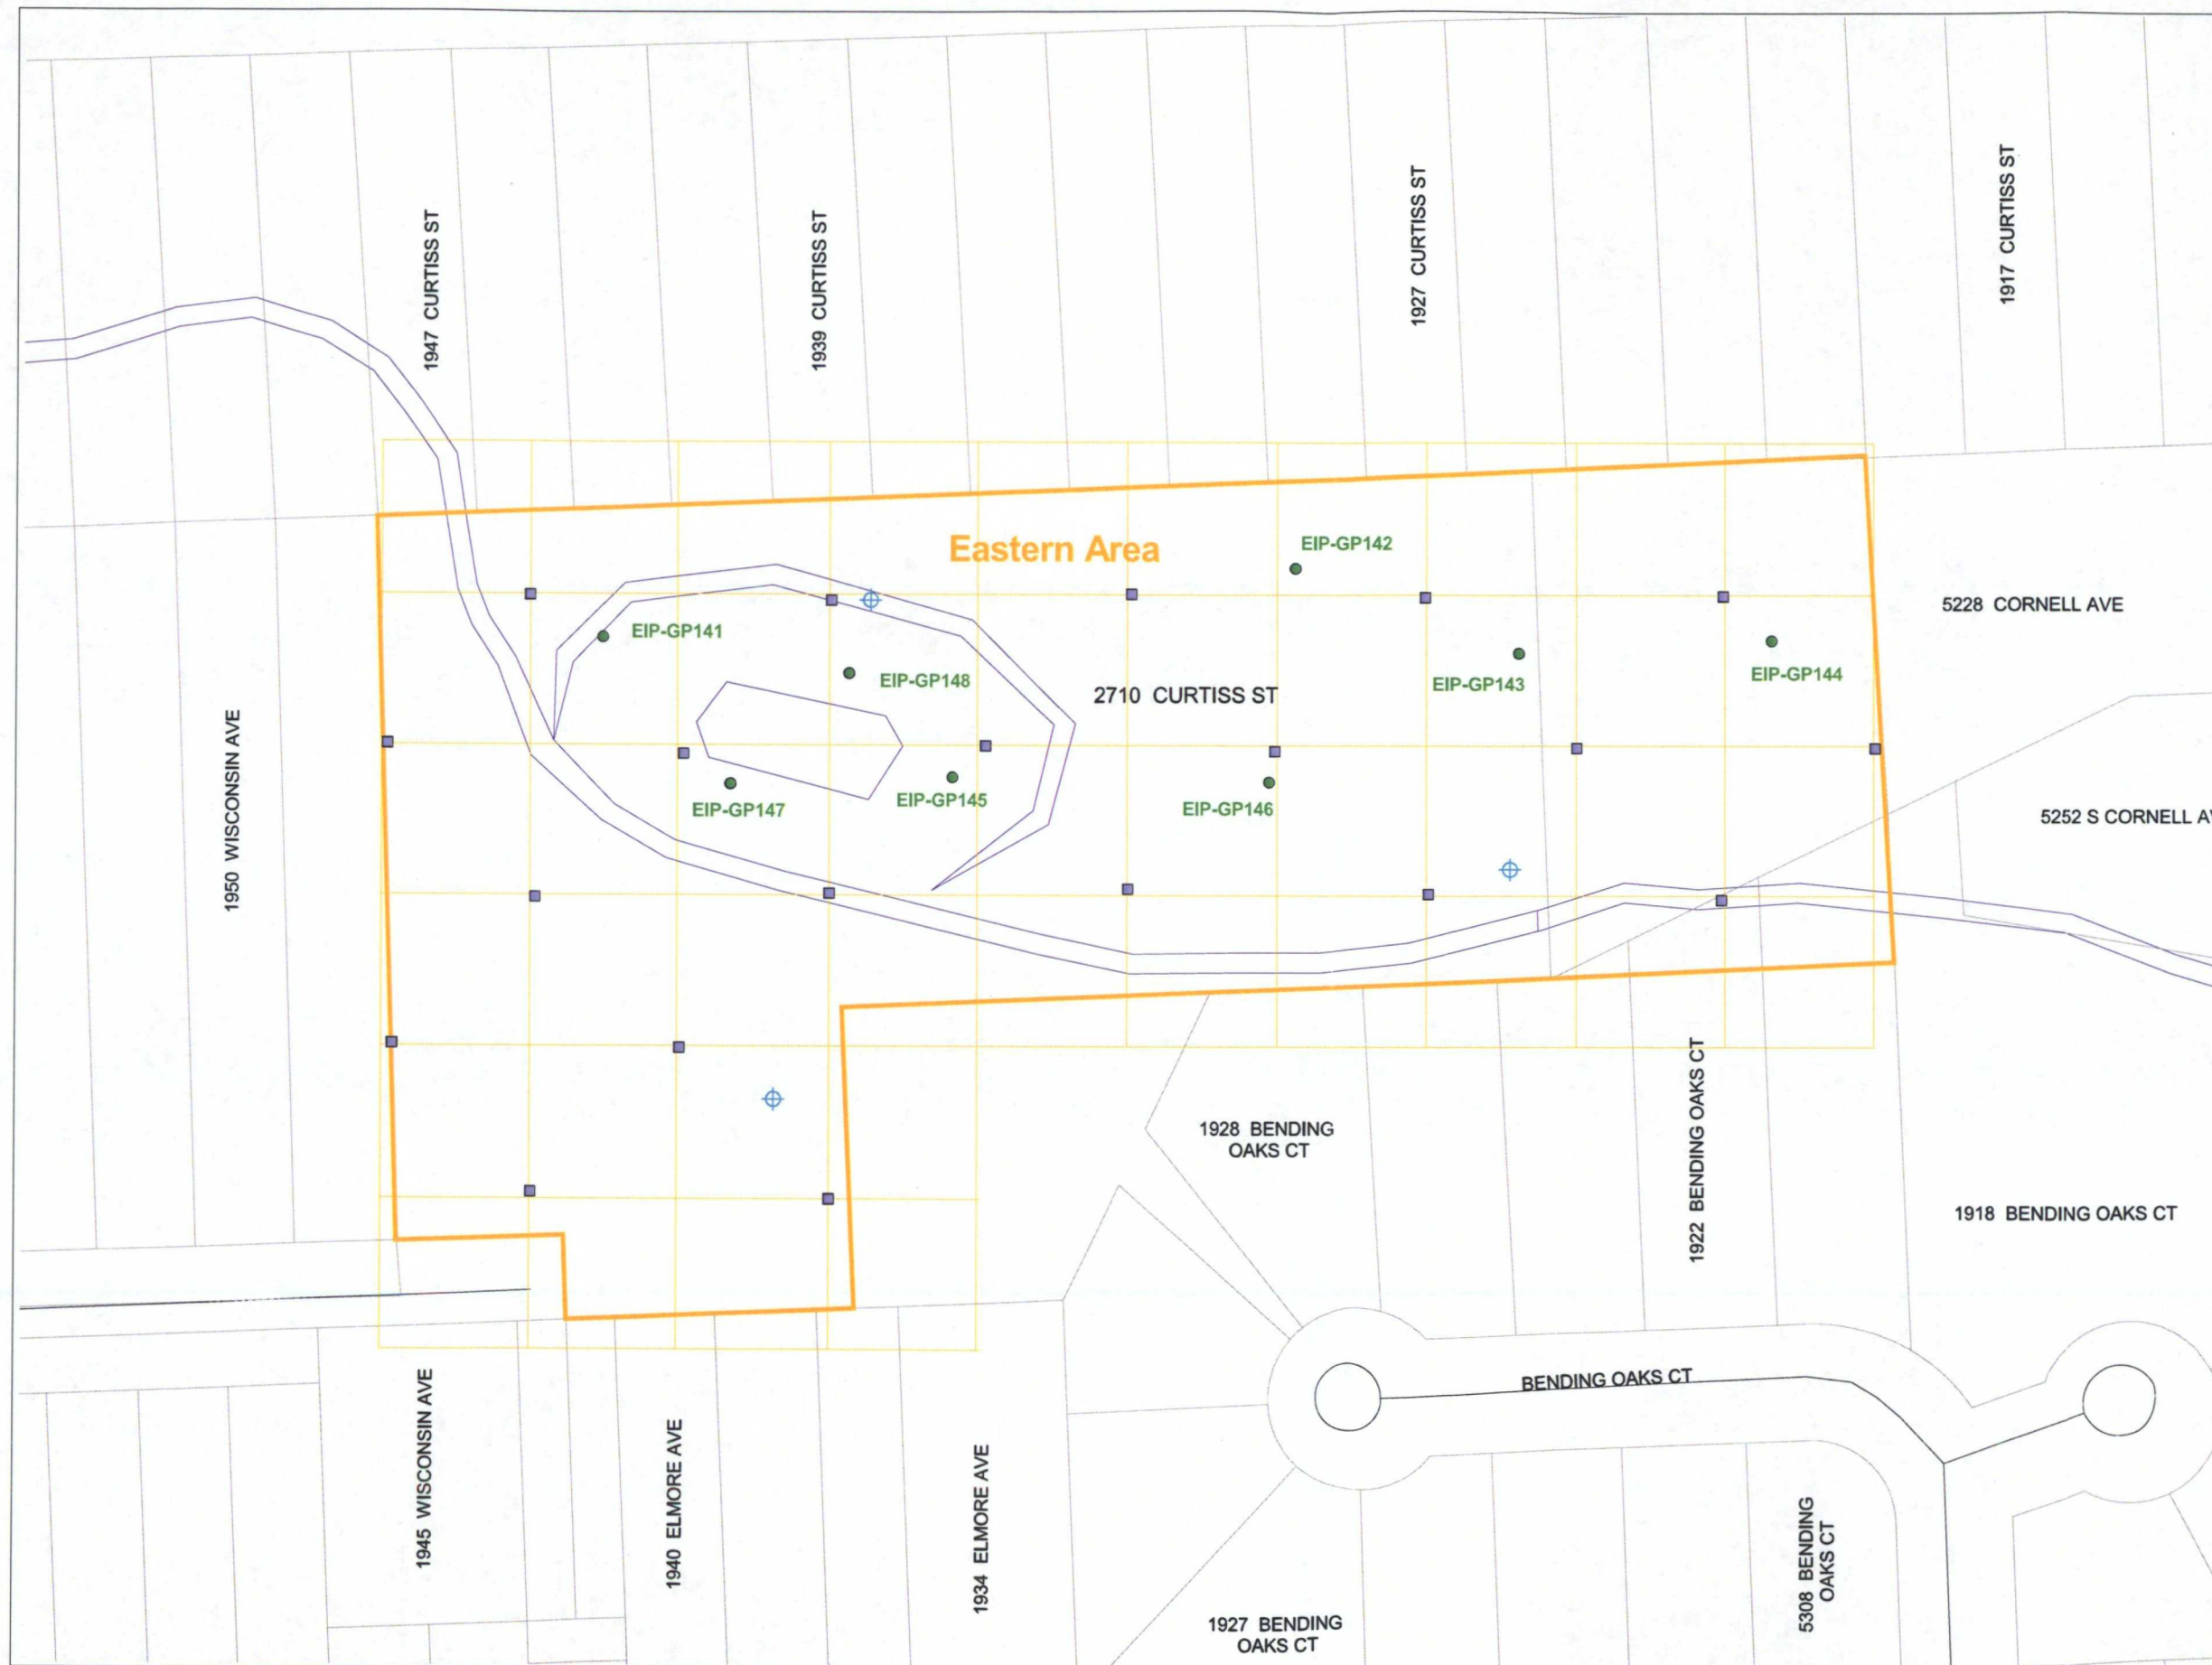 1947 CURTISS ST
1939 CURTISS ST
1927 CURTISS ST
1917 CURTISS ST
Eastern Area
EIP-GP142
EIP-GP141
EIP-GP148
EIP-GP143
EIP-GP144
2710 CURTISS ST
5228 CORNELL AVE
EIP-GP147
EIP-GP145
EIP-GP146
5252 S CORNELL
1950 WISCONSIN AVE
1928 BENDING
OAKS CT
1922 BENDING OAKS CT
1918 BENDING OAKS CT
BENDING OAKS CT
1945 WISCONSIN AVE
1940 ELMORE AVE
1934 ELMORE AVE
1927 BENDING
OAKS CT
5308 BENDING
OAKS CT